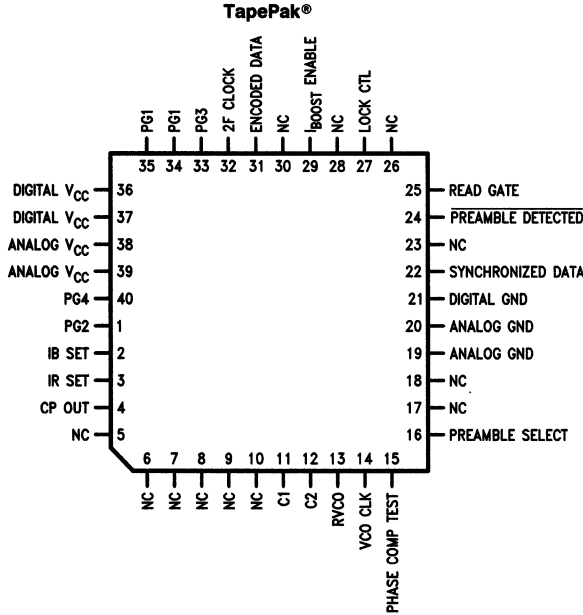 TapePak®
PG1
PG1
PG3
2F CLOCK
ENCODED DATA
NC
IBOOST ENABLE
NC
LOCK CTL
NC
35 34 33 32 31 30 29 28 27 26
DIGITAL VCC 36
DIGITAL VCC 37
ANALOG VCC 38
ANALOG VCC 39
PG4 40
PG2 1
IB SET 2
IR SET 3
CP OUT 4
NC 5
25 READ GATE
24 PREAMBLE DETECTED
23 NC
22 SYNCHRONIZED DATA
21 DIGITAL GND
20 ANALOG GND
19 ANALOG GND
18 NC
17 NC
16 PREAMBLE SELECT
6 7 8 9 10 11 12 13 14 15
NC
NC
NC
NC
NC
C1
C2
RVCO
VCO CLK
PHASE COMP TEST